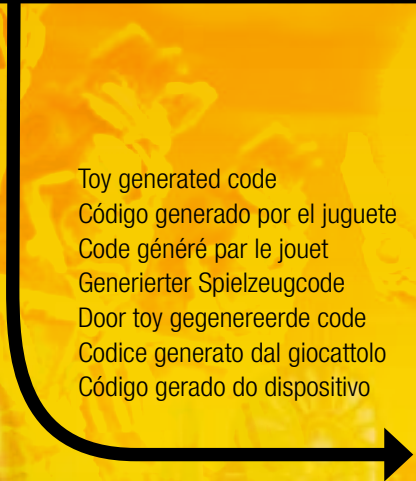 Toy generated code
Código generado por el juguete
Code généré par le jouet
Generierter Spielzeugcode
Door toy gegenereerde code
Codice generato dal giocattolo
Código gerado do dispositivo